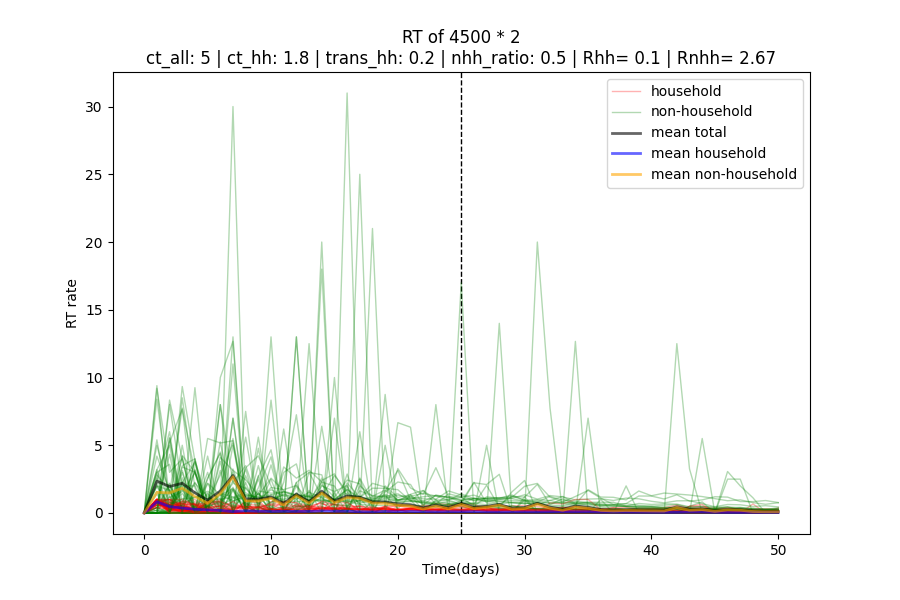 RT of 4500 * 2
ct_all: 5 | ct_hh: 1.8 | trans_hh: 0.2 | nhh_ratio: 0.5 | Rhh= 0.1 | Rnhh= 2.67
household
non-household
mean total
mean household
mean non-household
30
25
20
15
10
5
0
RT rate
0 10 20 30 40 50
Time(days)